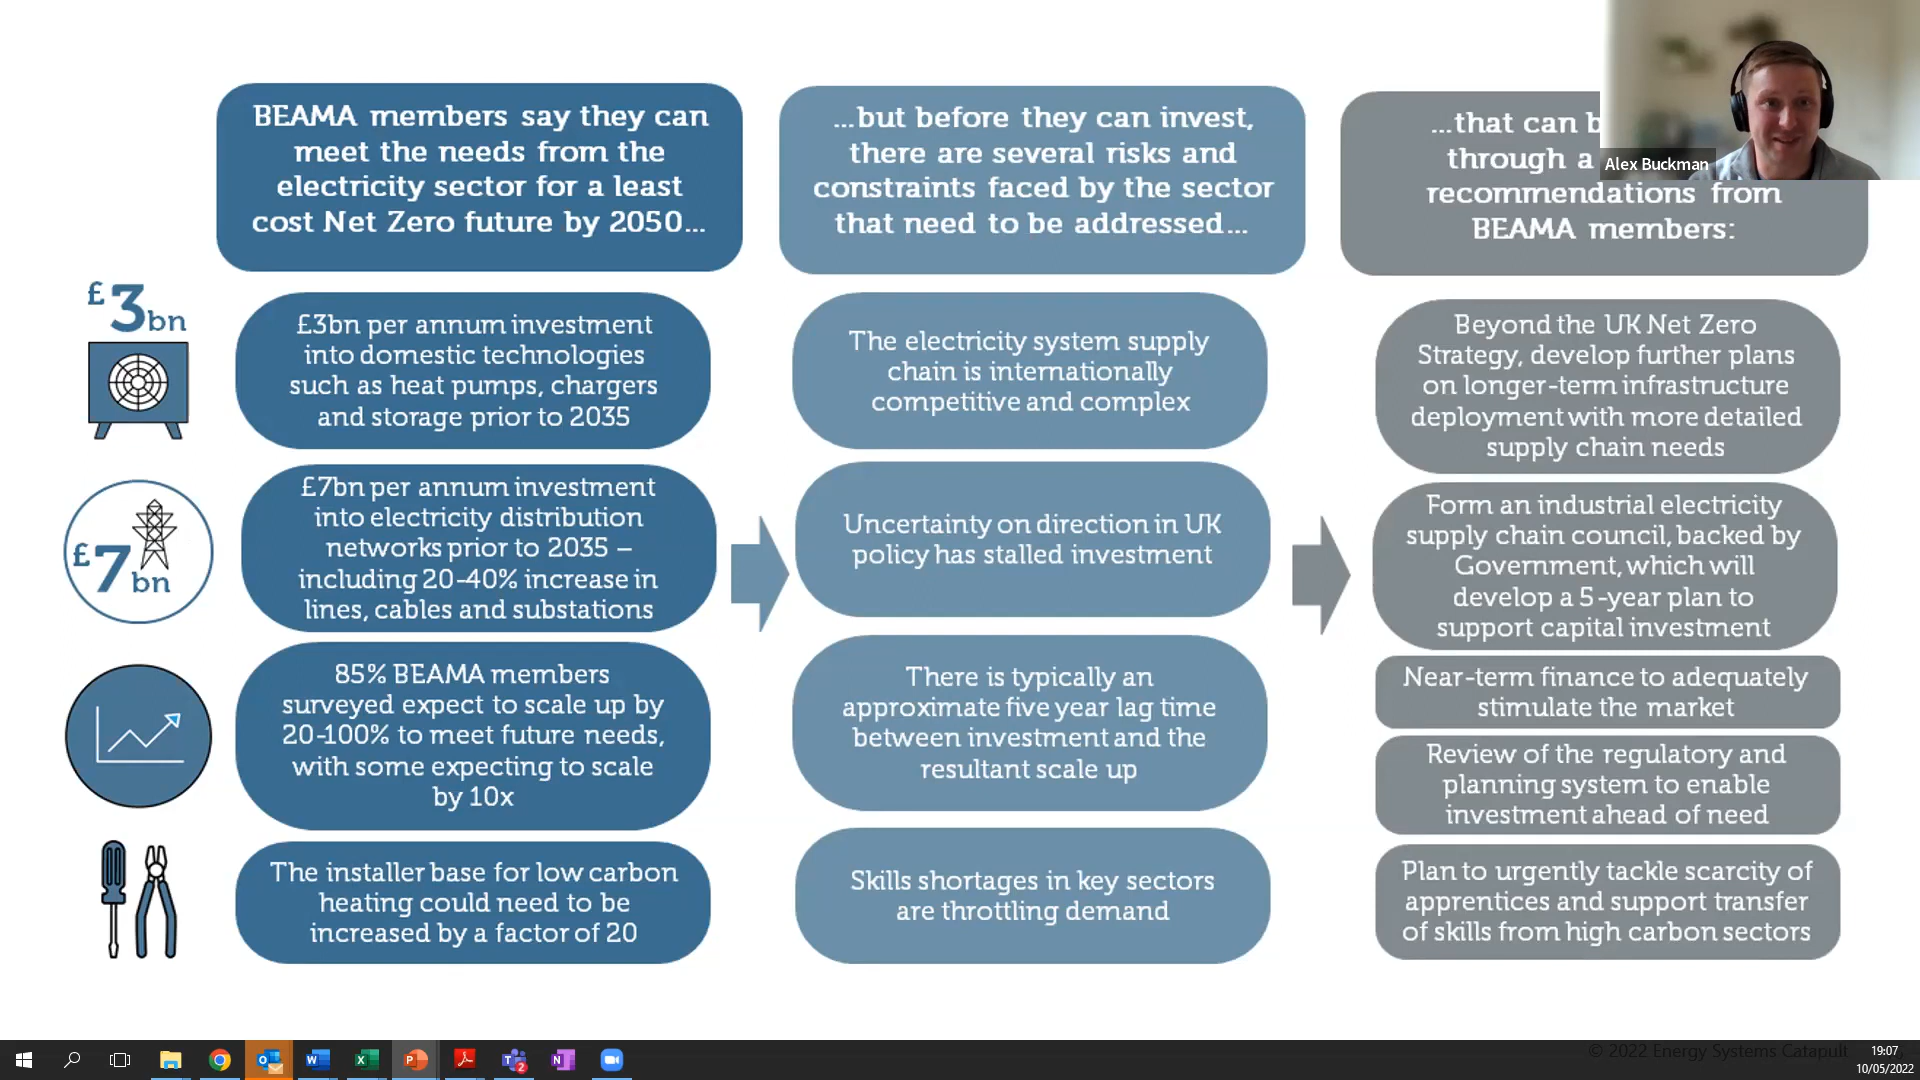 BEAMA members say they can
meet the needs from the
electricity sector for a least
cost Net Zero future by 2050...
...but before they can invest,
there are several risks and
constraints faced by the sector
that need to be addressed...
...that can b
through a
recommendations from
BEAMA members:
Alex Buckman
£3bn
£3bn per annum investment
into domestic technologies
such as heat pumps, chargers
and storage prior to 2035
The electricity system supply
chain is internationally
competitive and complex
Beyond the UK Net Zero
Strategy, develop further plans
on longer-term infrastructure
deployment with more detailed
supply chain needs
£7bn
£7bn per annum investment
into electricity distribution
networks prior to 2035 –
including 20-40% increase in
lines, cables and substations
Uncertainty on direction in UK
policy has stalled investment
Form an industrial electricity
supply chain council, backed by
Government, which will
develop a 5-year plan to
support capital investment
85% BEAMA members
surveyed expect to scale up by
20-100% to meet future needs,
with some expecting to scale
by 10x
There is typically an
approximate five year lag time
between investment and the
resultant scale up
Near-term finance to adequately
stimulate the market
Review of the regulatory and
planning system to enable
investment ahead of need
The installer base for low carbon
heating could need to be
increased by a factor of 20
Skills shortages in key sectors
are throttling demand
Plan to urgently tackle scarcity of
apprentices and support transfer
of skills from high carbon sectors
© 2022 Energy Systems Catapult
19:07
10/05/2022